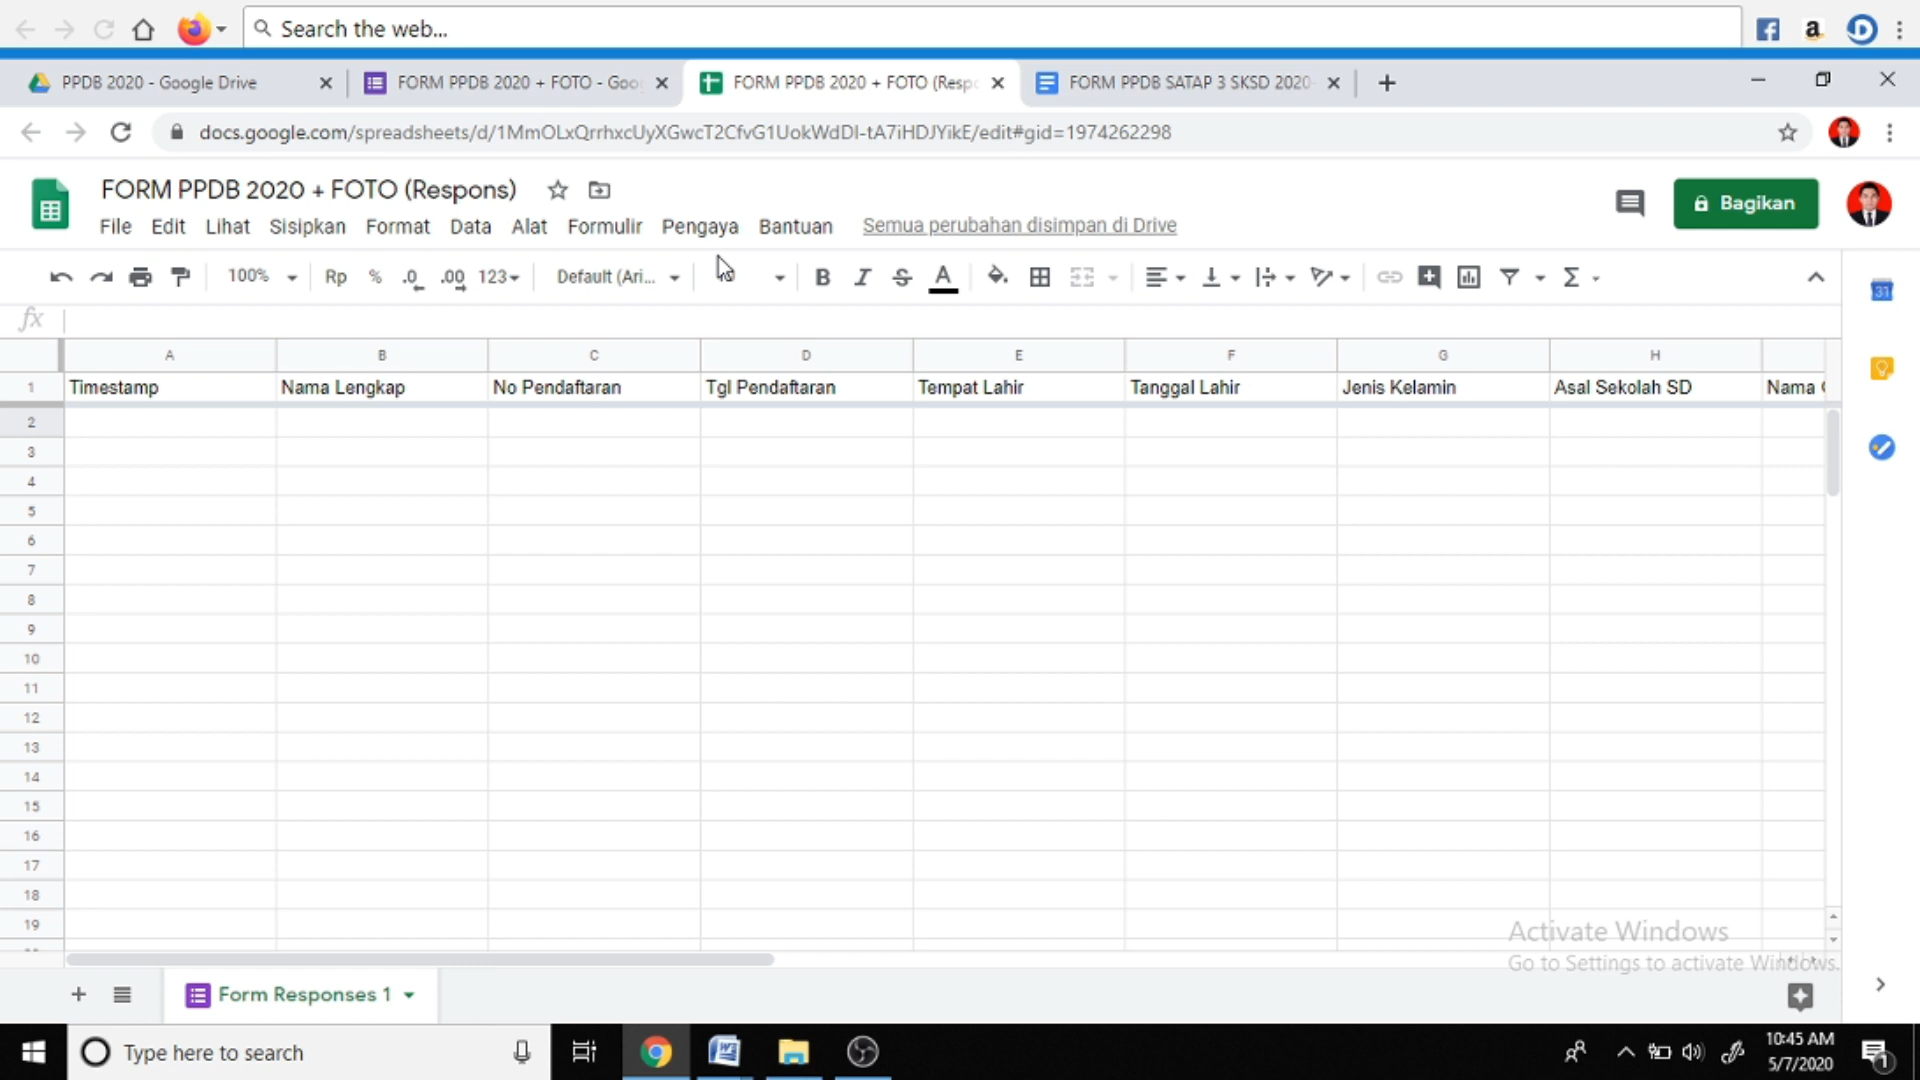 Search the web...
PPDB 2020 - Google Drive
FORM PPDB 2020 + FOTO - Goo
FORM PPDB 2020 + FOTO (Resp
FORM PPDB SATAP 3 SKSD 2020-
docs.google.com/spreadsheets/d/1MmOLxQrrhxcUyXGwcT2CfvG1UokWdDI-tA7iHDJYikE/edit#gid=1974262298
FORM PPDB 2020 + FOTO (Respons)
Bagikan
File Edit Lihat Sisipkan Format Data Alat Formulir Pengaya Bantuan Semua perubahan disimpan di Drive
100% Rp % .0 .00 123 Default (Ari... B I S A Σ
31
fx
A B C D E F G H
1 Timestamp Nama Lengkap No Pendaftaran Tgl Pendaftaran Tempat Lahir Tanggal Lahir Jenis Kelamin Asal Sekolah SD Nama
2
3
4
5
6
7
8
9
10
11
12
13
14
15
16
17
18
19
Activate Windows
Go to Settings to activate Windows.
Form Responses 1
Type here to search
10:45 AM
5/7/2020
1